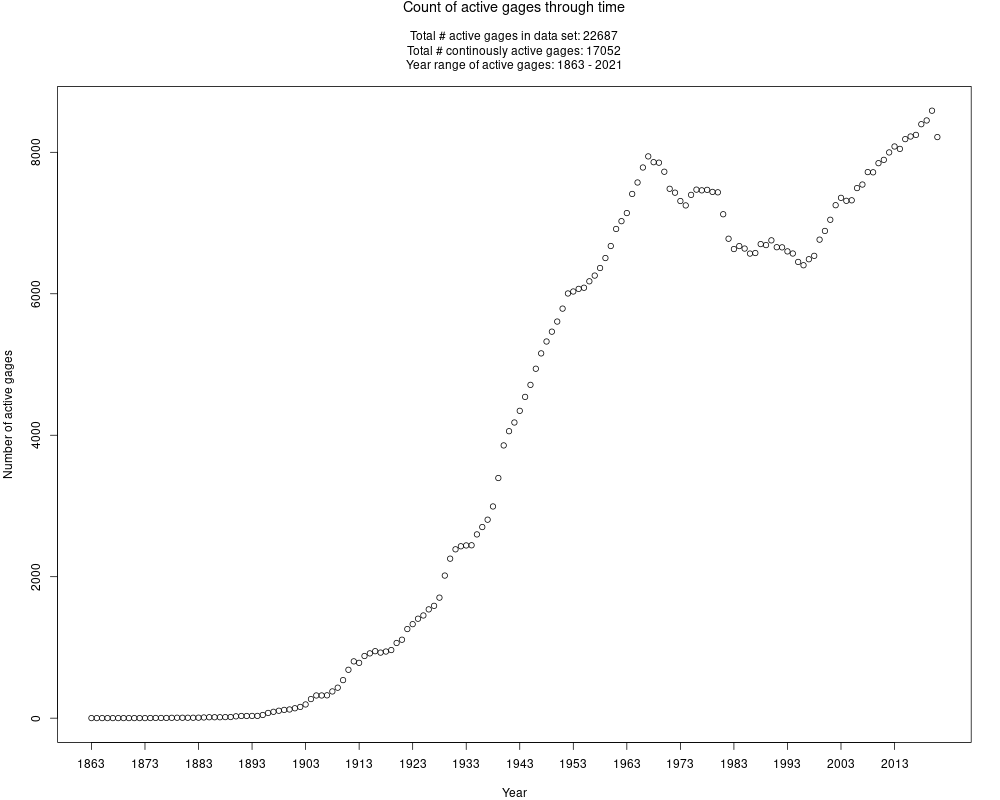 Count of active gages through time
Total # active gages in data set: 22687
Total # continously active gages: 17052
Year range of active gages: 1863 - 2021
Number of active gages
8000
6000
4000
2000
0
1863 1873 1883 1893 1903 1913 1923 1933 1943 1953 1963 1973 1983 1993 2003 2013
Year